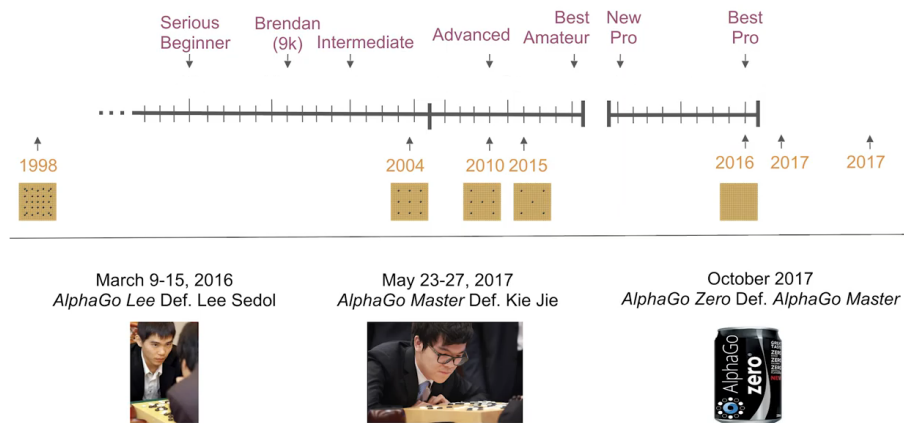 Serious
Beginner
Brendan
(9k)
Intermediate
Advanced
Best
Amateur
New
Pro
Best
Pro
1998
2004
2010
2015
2016
2017
2017
March 9-15, 2016
AlphaGo Lee Def. Lee Sedol
May 23-27, 2017
AlphaGo Master Def. Kie Jie
October 2017
AlphaGo Zero Def. AlphaGo Master
AlphaGo
zero